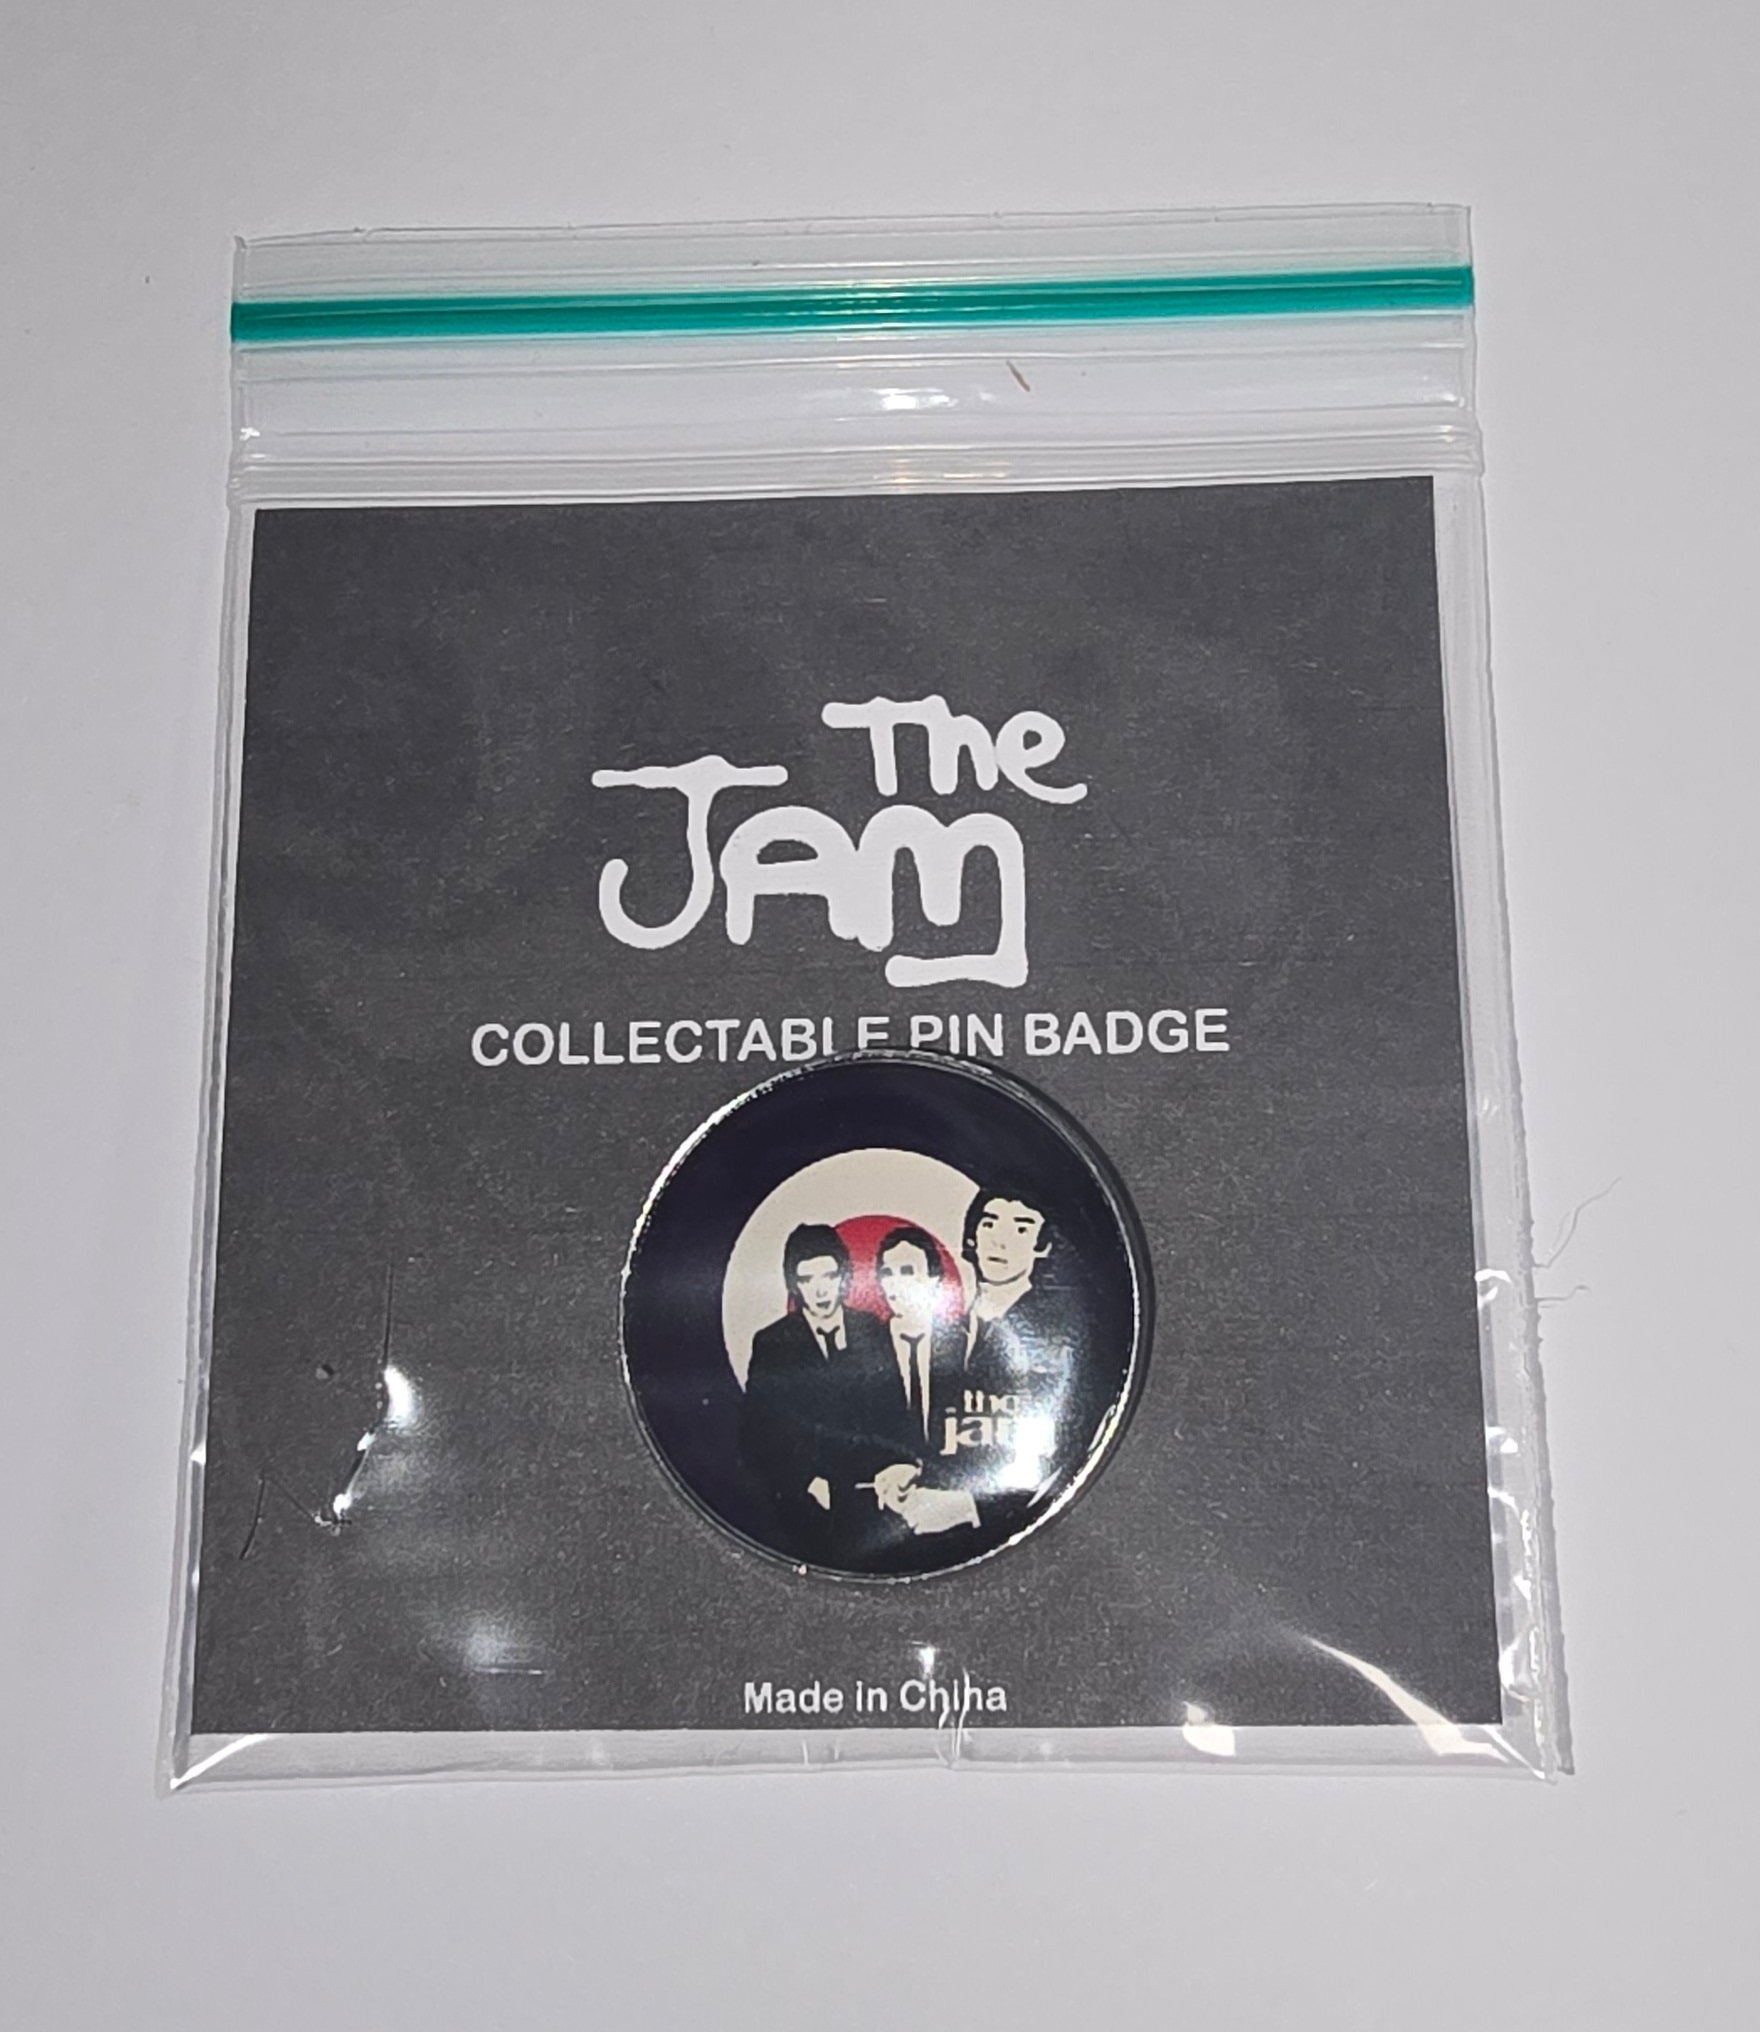 The
JAM
COLLECTABLE PIN BADGE
the
jam
Made in China